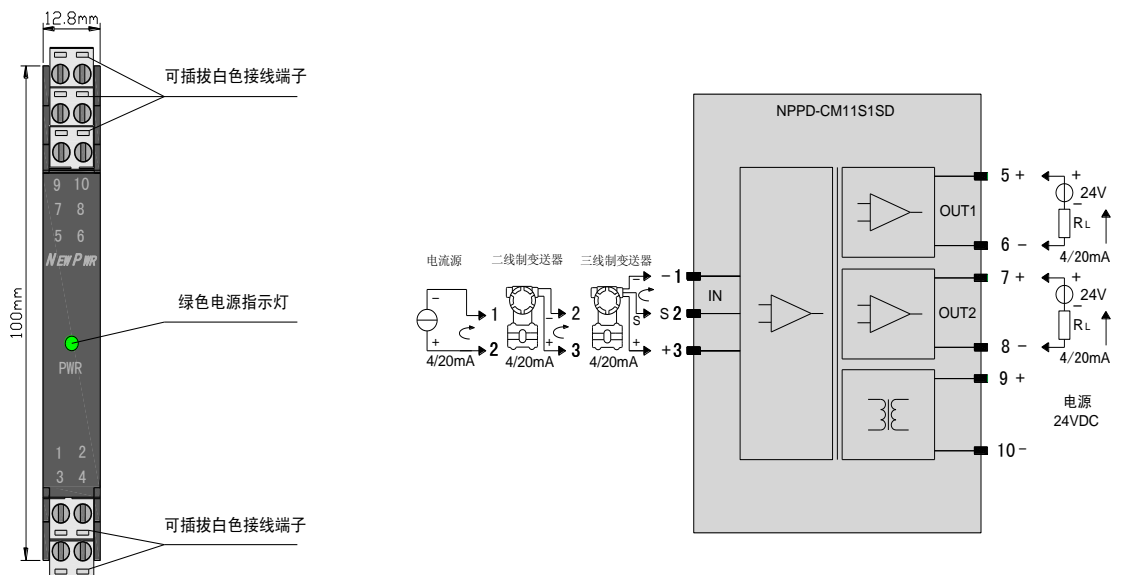 12.8mm
可插拔白色接线端子
100mm
9 10
7 8
5 6
NEWPWR
绿色电源指示灯
PWR
1 2
3 4
可插拔白色接线端子
NPPD-CM11S1SD
电流源
二线制变送器
三线制变送器
− 1
− 2
− −1
IN
S S 2
+ 2
+ 3
+ +3
4/20mA
4/20mA
4/20mA
OUT1
5 +
6 −
+
24V
−
RL
4/20mA
OUT2
7 +
8 −
+
24V
−
RL
4/20mA
9 +
10 −
电源
24VDC